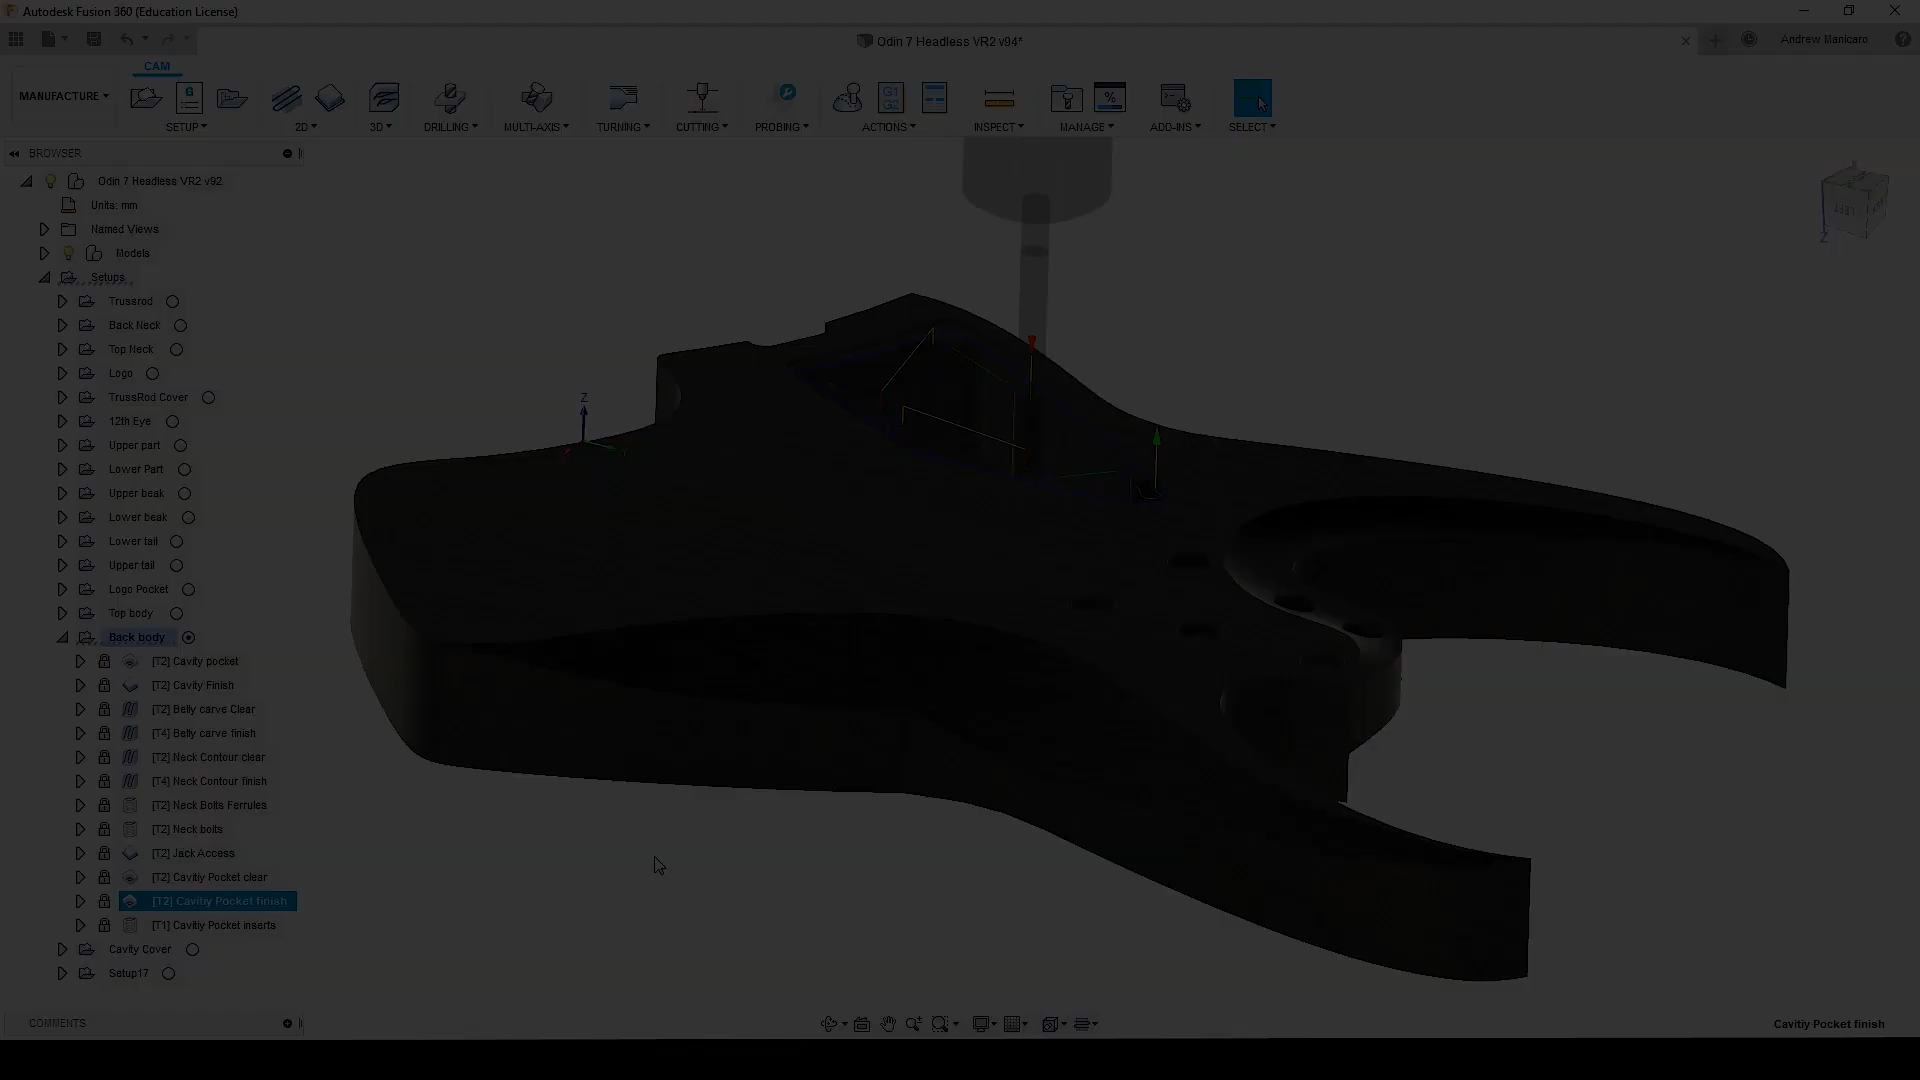 Autodesk Fusion 360 (Education License)
Odin 7 Headless VR2 v94*
Andrew Manicaro
CAM
MANUFACTURE
SETUP
2D
3D
DRILLING
MULTI-AXIS
TURNING
CUTTING
PROBING
G1
G2
ACTIONS
INSPECT
%
MANAGE
ADD-INS
SELECT
BROWSER
Odin 7 Headless VR2 v92
Units: mm
Named Views
Models
Setups
Trussrod
Back Neck
Top Neck
Logo
TrussRod Cover
12th Eye
Upper part
Lower Part
Upper beak
Lower beak
Lower tail
Upper tail
Logo Pocket
Top body
Back body
[T2] Cavity pocket
[T2] Cavity Finish
[T2] Belly carve Clear
[T4] Belly carve finish
[T2] Neck Contour clear
[T4] Neck Contour finish
[T2] Neck Bolts Ferrules
[T2] Neck bolts
[T2] Jack Access
[T2] Cavitiy Pocket clear
[T2] Cavitiy Pocket finish
[T1] Cavitiy Pocket inserts
Cavity Cover
Setup17
COMMENTS
Z
LEFT
Z
Cavitiy Pocket finish